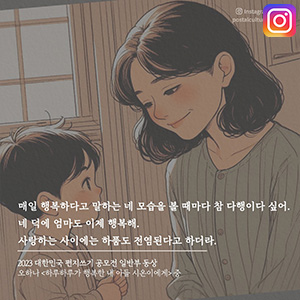 Instag
postalcultu
매일 행복하다고 말하는 네 모습을 볼 때마다 참 다행이다 싶어.
네 덕에 엄마도 이제 행복해.
사랑하는 사이에는 하품도 전염된다고 하더라.
2023 대한민국 편지쓰기 공모전 일반부 동상
오하나 <하루하루가 행복한 내 아들 시온이에게> 중